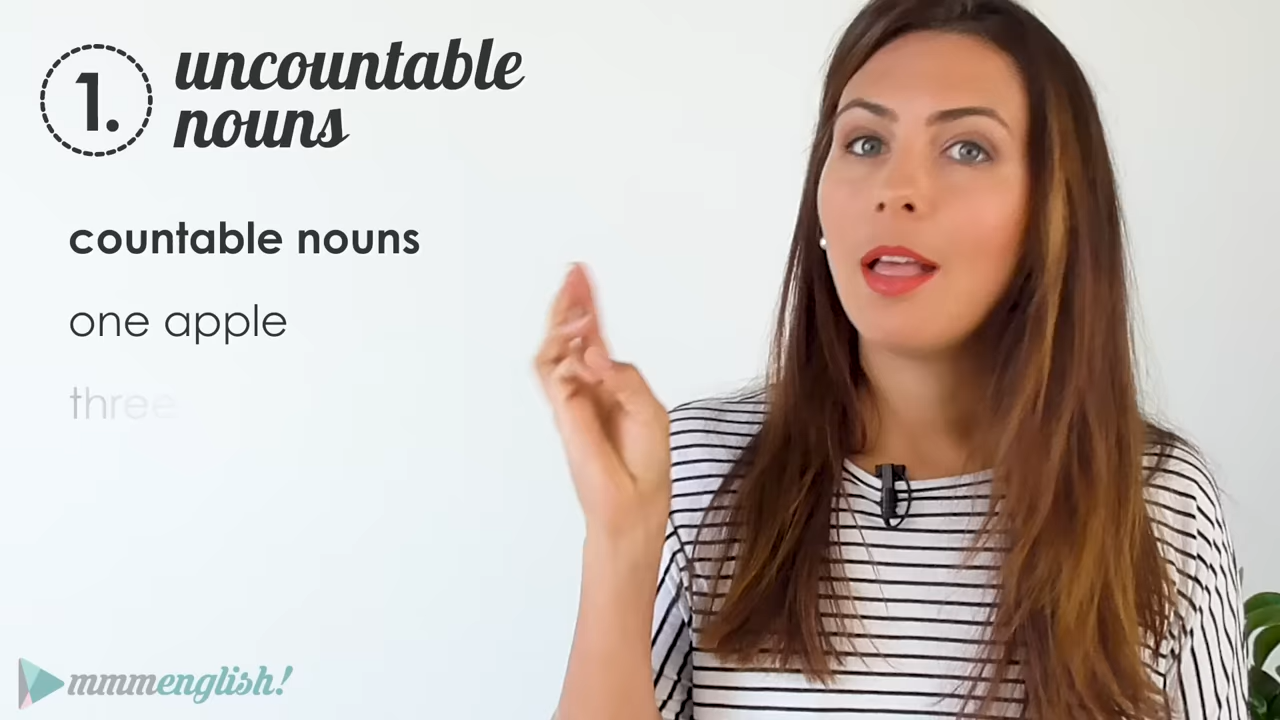 1.
uncountable
nouns
countable nouns
one apple
three
mmmenglish!